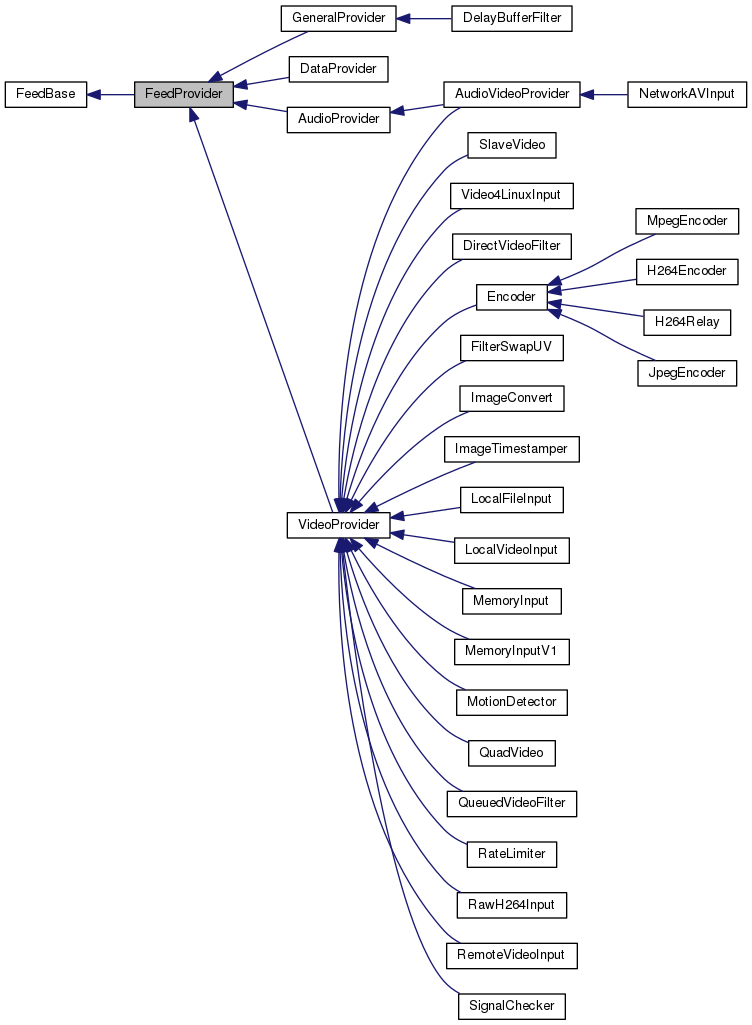 GeneralProvider
DelayBufferFilter
DataProvider
FeedBase
FeedProvider
AudioVideoProvider
NetworkAVInput
AudioProvider
SlaveVideo
Video4LinuxInput
MpegEncoder
DirectVideoFilter
H264Encoder
Encoder
H264Relay
FilterSwapUV
JpegEncoder
ImageConvert
ImageTimestamper
LocalFileInput
VideoProvider
LocalVideoInput
MemoryInput
MemoryInputV1
MotionDetector
QuadVideo
QueuedVideoFilter
RateLimiter
RawH264Input
RemoteVideoInput
SignalChecker